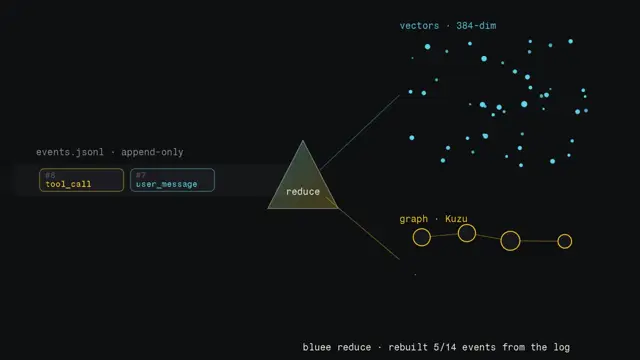 vectors · 384-dim
events.jsonl · append-only
#6
tool_call
#7
user_message
reduce
graph · Kuzu
bluee reduce · rebuilt 5/14 events from the log